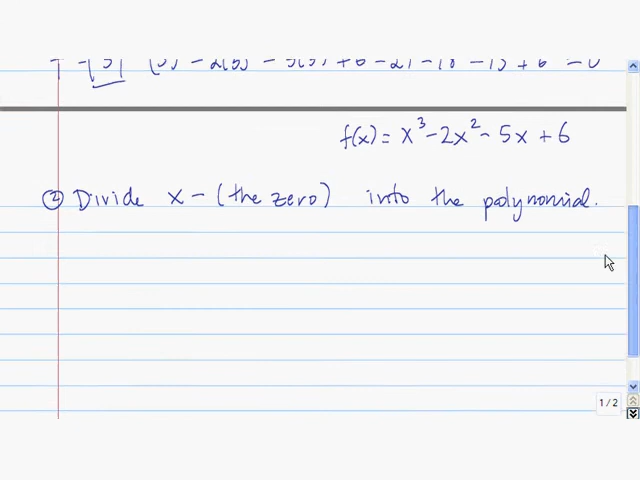 f(x) = x³ - 2x² - 5x + 6
② Divide x - (the zero) into the polynomial.
1 / 2